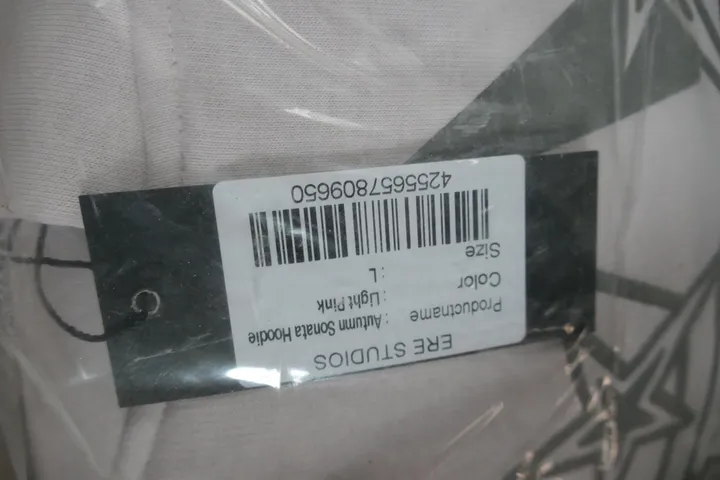 ERE STUDIOS
Productname : Autumn Sonata Hoodie
Color : Light Pink
Size : L
4255657809650